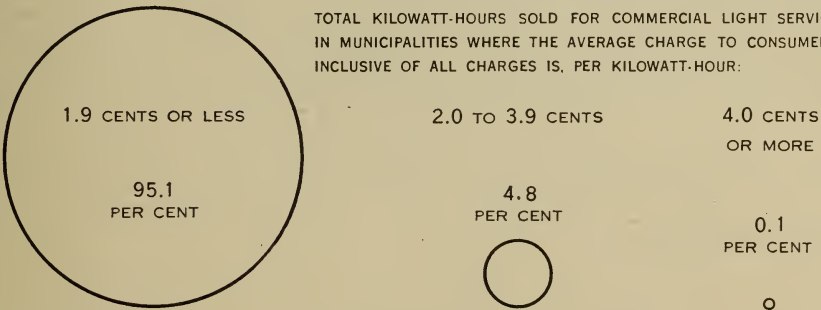 TOTAL KILOWATT-HOURS SOLD FOR COMMERCIAL LIGHT
IN MUNICIPALITIES WHERE THE AVERAGE CHARGE TO
INCLUSIVE OF ALL CHARGES IS, PER KILOWATT-HOUR:
1.9 CENTS OR LESS
95.1
PER CENT
2.0 TO 3.9 CENTS
4.8
PER CENT
4.0 CENTS
OR MORE
0.1
PER CENT